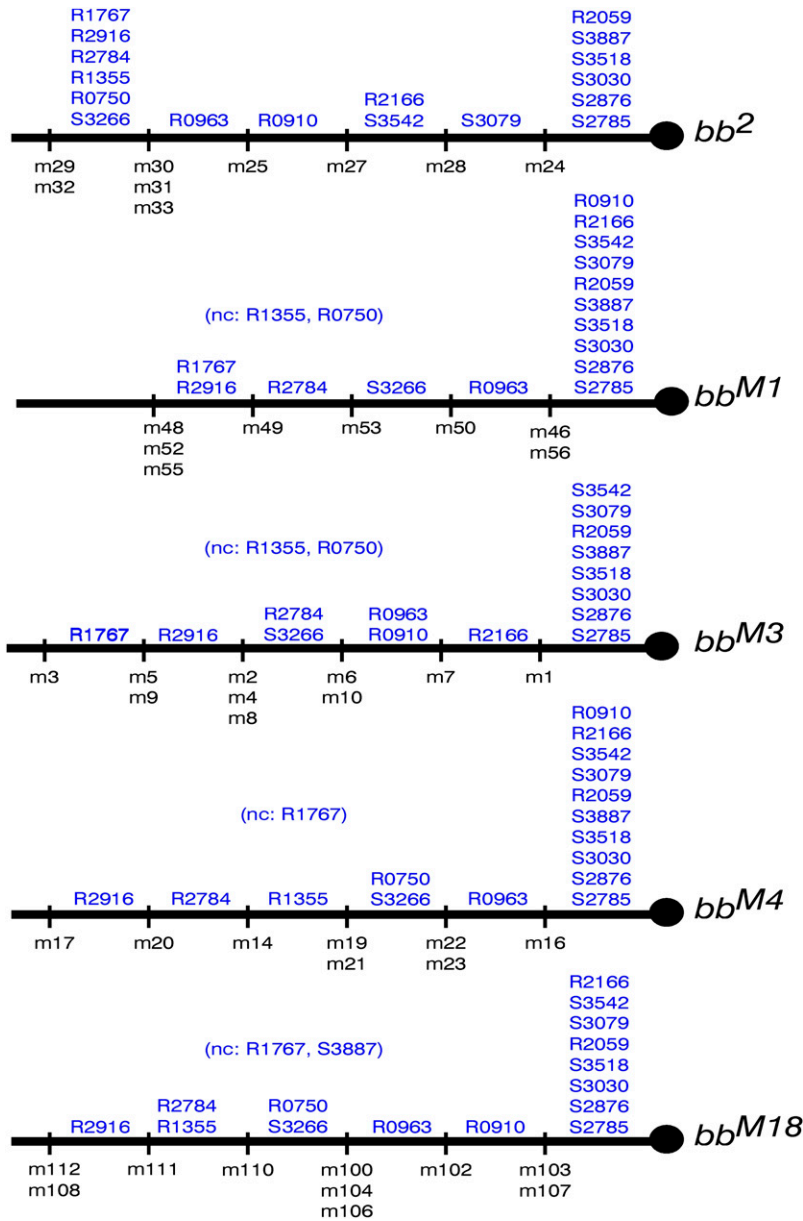 R1767 R2059
R2916 S3887
R2784 S3518
R1355 S3030
R0750 R2166 S2876
S3266 R0963 R0910 S3542 S3079 S2785
bb2
m29 m30 m25 m27 m28 m24
m32 m31
m33
R0910
R2166
S3542
S3079
R2059
(nc: R1355, R0750) S3887
S3518
S3030
R1767 S2876
R2916 R2784 S3266 R0963 S2785
bbM1
m48 m49 m53 m50 m46
m52 m56
m55
S3542
S3079
R2059
(nc: R1355, R0750) S3887
S3518
S3030
R2784 R0963 S2876
R1767 R2916 S3266 R0910 R2166 S2785
bbM3
m3 m5 m2 m6 m7 m1
m9 m4 m10
m8
R0910
R2166
S3542
S3079
R2059
(nc: R1767) S3887
S3518
S3030
R0750 S2876
R2916 R2784 R1355 S3266 R0963 S2785
bbM4
m17 m20 m14 m19 m22 m16
m21 m23
R2166
S3542
S3079
R2059
(nc: R1767, S3887) S3518
S3030
R2784 R0750 S2876
R2916 R1355 S3266 R0963 R0910 S2785
bbM18
m112 m111 m110 m100 m102 m103
m108 m104 m107
m106